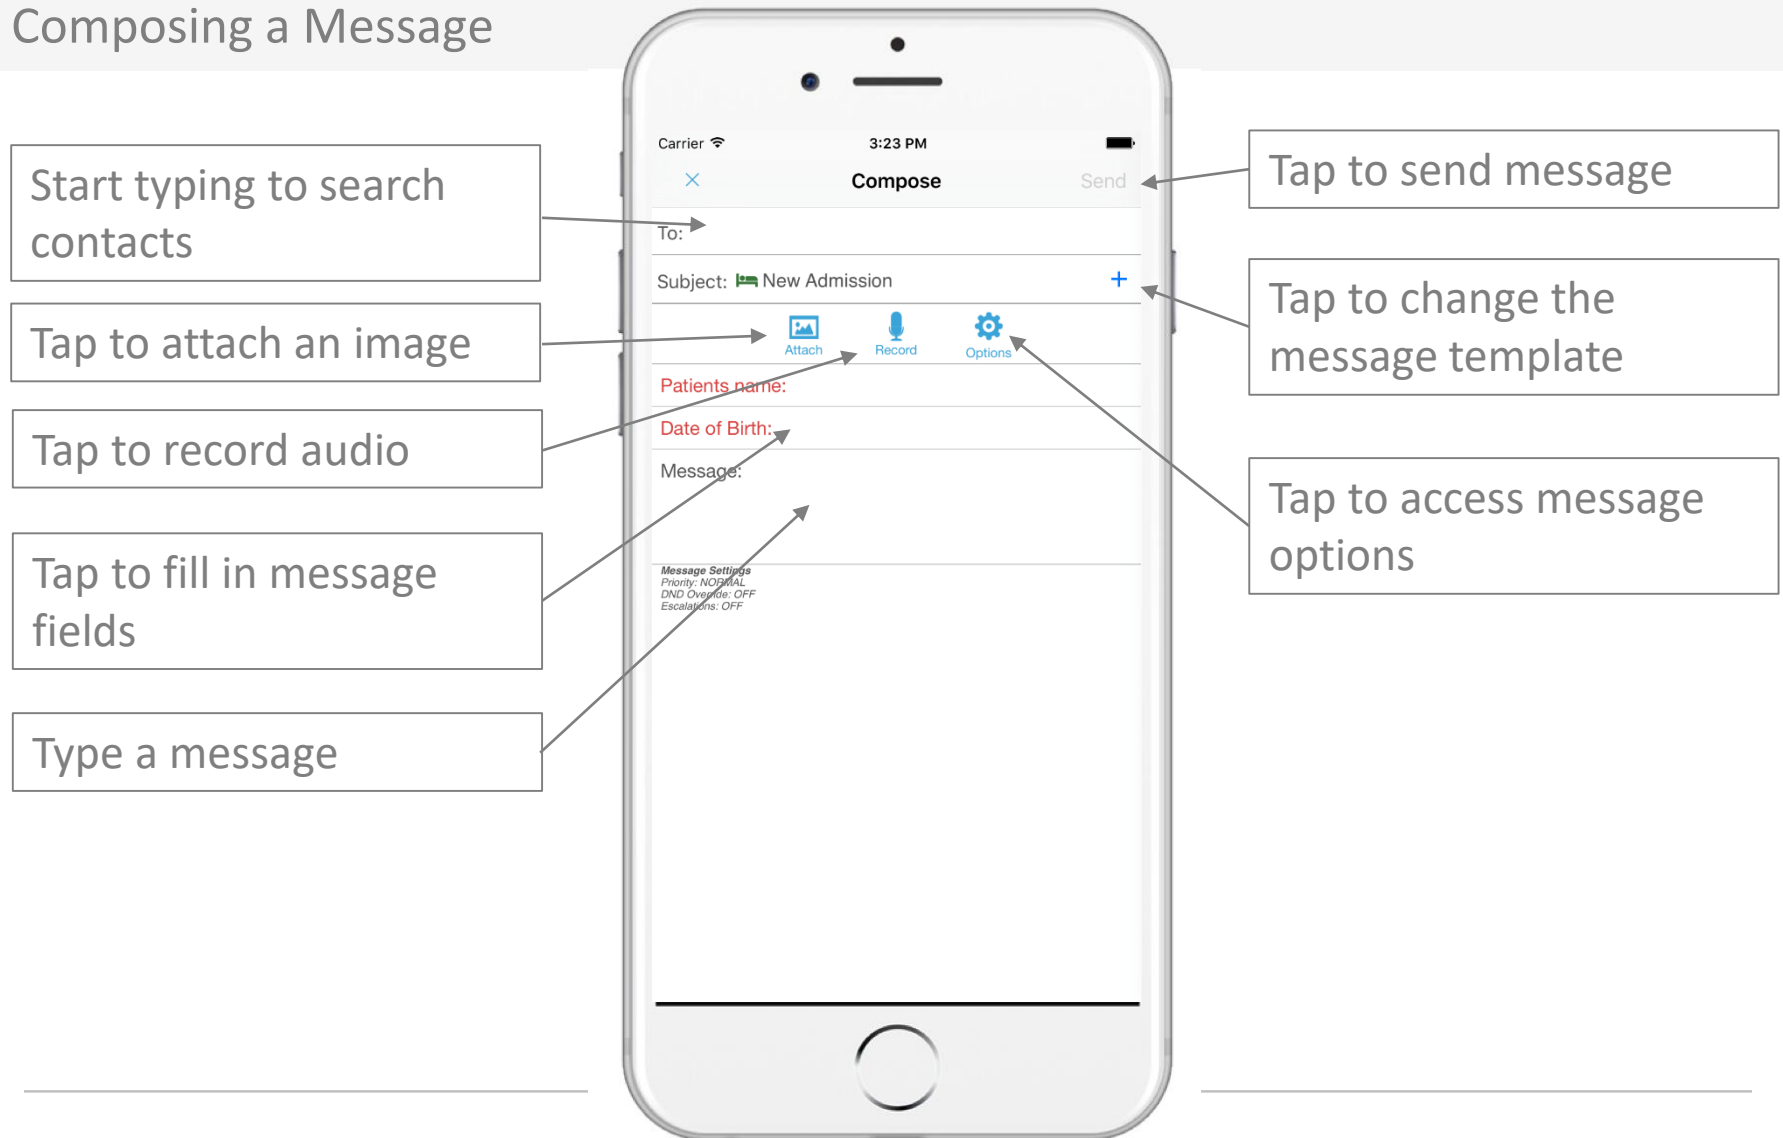 Composing a Message
Start typing to search
contacts
Tap to attach an image
Tap to record audio
Tap to fill in message
fields
Type a message
Carrier 3:23 PM
Compose Send
To:
Subject: New Admission +
Attach Record Options
Patients name:
Date of Birth:
Message:
Message Settings
Priority: NORMAL
DND Override: OFF
Escalations: OFF
Tap to send message
Tap to change the
message template
Tap to access message
options